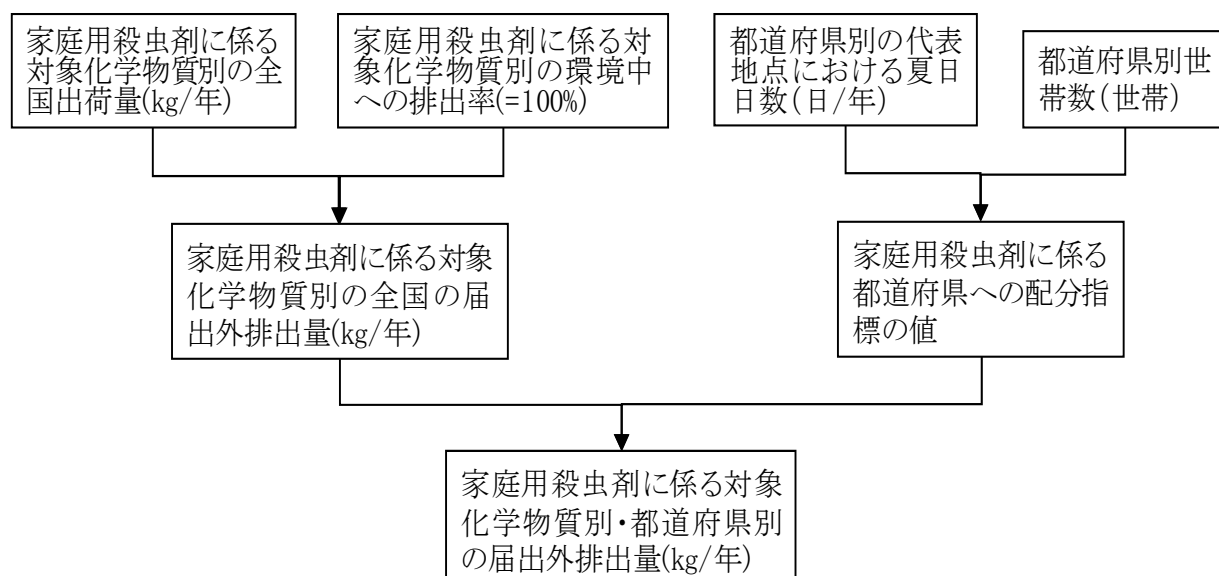 家庭用殺虫剤に係る
対象化学物質別の全
国出荷量(kg/年)
家庭用殺虫剤に係る対
象化学物質別の環境中
への排出率(=100%)
都道府県別の代表
地点における夏日
日数(日/年)
都道府県別世
帯数(世帯)
家庭用殺虫剤に係る対象
化学物質別の全国の届
出外排出量(kg/年)
家庭用殺虫剤に係る
都道府県への配分指
標の値
家庭用殺虫剤に係る対象
化学物質別・都道府県別
の届出外排出量(kg/年)